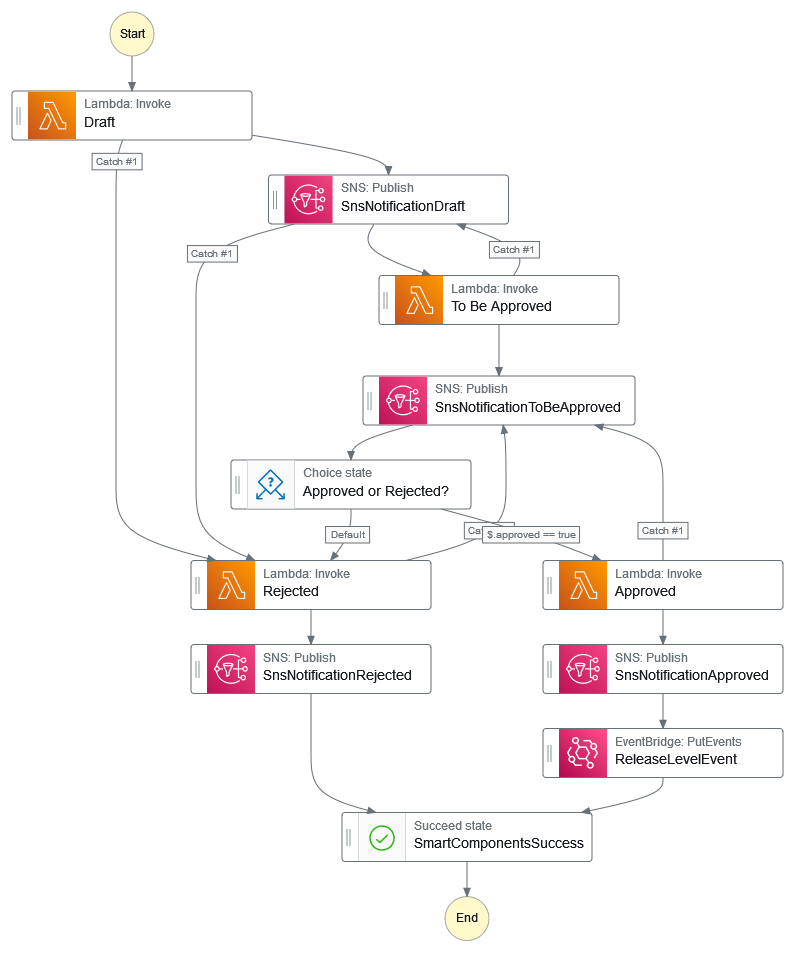 Start
Lambda: Invoke
Draft
Catch #1
SNS: Publish
SnsNotificationDraft
Catch #1
Catch #1
Lambda: Invoke
To Be Approved
SNS: Publish
SnsNotificationToBeApproved
Choice state
Approved or Rejected?
Default
$.approved == true
Catch #1
Lambda: Invoke
Rejected
Lambda: Invoke
Approved
SNS: Publish
SnsNotificationRejected
SNS: Publish
SnsNotificationApproved
EventBridge: PutEvents
ReleaseLevelEvent
Succeed state
SmartComponentsSuccess
End